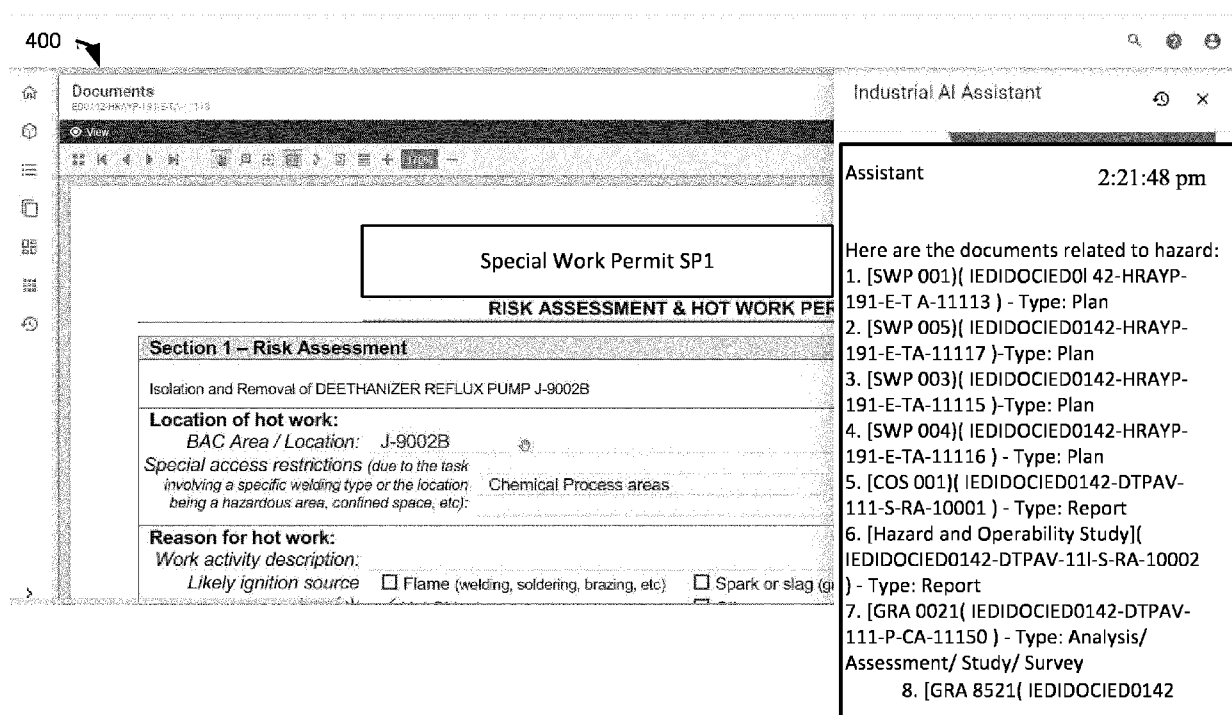 400
Documents
View
Special Work Permit SP1
RISK ASSESSMENT & HOT WORK PER
Section 1 – Risk Assessment
Isolation and Removal of DEETHANIZER REFLUX PUMP J-9002B
Location of hot work:
BAC Area / Location: J-9002B
Special access restrictions (due to the task
involving a specific welding type or the location
being a hazardous area, confined space, etc):
Chemical Process areas
Reason for hot work:
Work activity description:
Likely ignition source Flame (welding, soldering, brazing, etc) Spark or slag
Industrial AI Assistant
Assistant 2:21:48 pm
Here are the documents related to hazard:
1. [SWP 001)( IEDIDOCIED0l 42-HRAYP-
191-E-T A-11113 ) - Type: Plan
2. [SWP 005)( IEDIDOCIED0142-HRAYP-
191-E-TA-11117 )-Type: Plan
3. [SWP 003)( IEDIDOCIED0142-HRAYP-
191-E-TA-11115 )-Type: Plan
4. [SWP 004)( IEDIDOCIED0142-HRAYP-
191-E-TA-11116 ) - Type: Plan
5. [COS 001)( IEDIDOCIED0142-DTPAV-
111-S-RA-10001 ) - Type: Report
6. [Hazard and Operability Study](
IEDIDOCIED0142-DTPAV-11l-S-RA-10002
) - Type: Report
7. [GRA 0021( IEDIDOCIED0142-DTPAV-
111-P-CA-11150 ) - Type: Analysis/
Assessment/ Study/ Survey
8. [GRA 8521( IEDIDOCIED0142